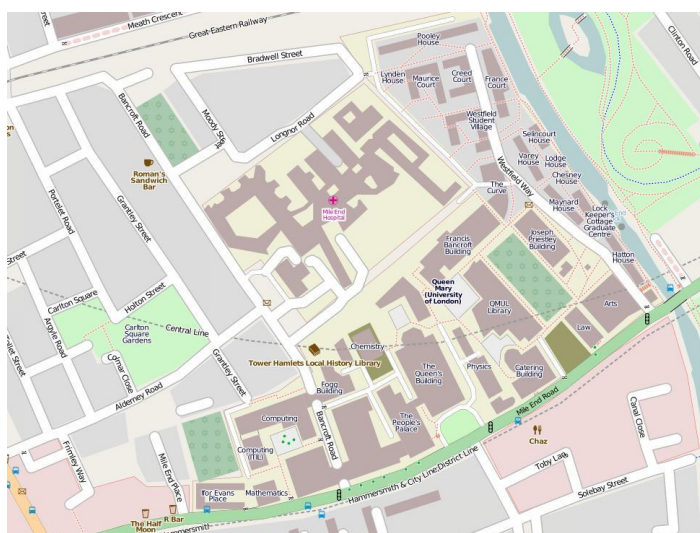 Meath Crescent
Great-Eastern-Railway
Clinton Road
Pooley
House
Bradwell Street
Lynden
House
Maurice
Court
Creed
Court
France
Court
Bancroft Road
Moody Street
Longnor Road
Westfield
Student
Village
Selincourt
House
Varey
House
Lodge
House
Chesney
House
Westfield Way
Roman's
Sandwich
Bar
Portelet Road
Grantley Street
Mile End
Hospital
The
Curve
Maynard
House
Lock
Keeper's
Cottage
Graduate
Centre
Francis
Bancroft
Building
Joseph
Priestley
Building
Hatton
House
Carlton Square
Holton Street
Queen
Mary
(University
of London)
QMUL
Library
Arts
Law
Argyle Road
Carlton
Square
Gardens
Central Line
Colmar Close
Grantley Street
Chemistry
Tower Hamlets Local History Library
Fogg
Building
The
Queen's
Building
Physics
Catering
Building
Alderney Road
Mile End Road
Computing
Bancroft Road
The
People's
Palace
Canal Close
Chaz
Frimley Way
Mile End Place
Computing
(ITL)
Toby Lane
Hammersmith & City Line;District Line
Solebay Street
Ifor Evans
Place
Mathematics
R Bar
The Half
Moon
Hammersmith